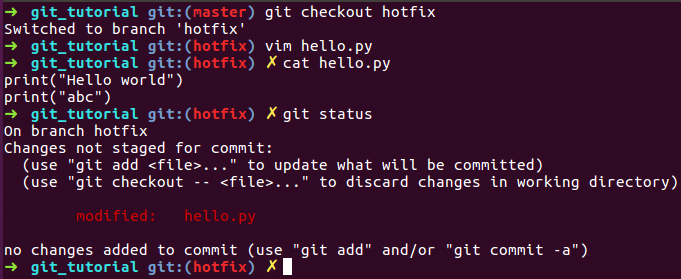 ➜ git_tutorial git:(master) git checkout hotfix
Switched to branch 'hotfix'
➜ git_tutorial git:(hotfix) vim hello.py
➜ git_tutorial git:(hotfix) ✗ cat hello.py
print("Hello world")
print("abc")
➜ git_tutorial git:(hotfix) ✗ git status
On branch hotfix
Changes not staged for commit:
  (use "git add <file>..." to update what will be committed)
  (use "git checkout -- <file>..." to discard changes in working directory)
        modified:   hello.py
no changes added to commit (use "git add" and/or "git commit -a")
➜ git_tutorial git:(hotfix) ✗